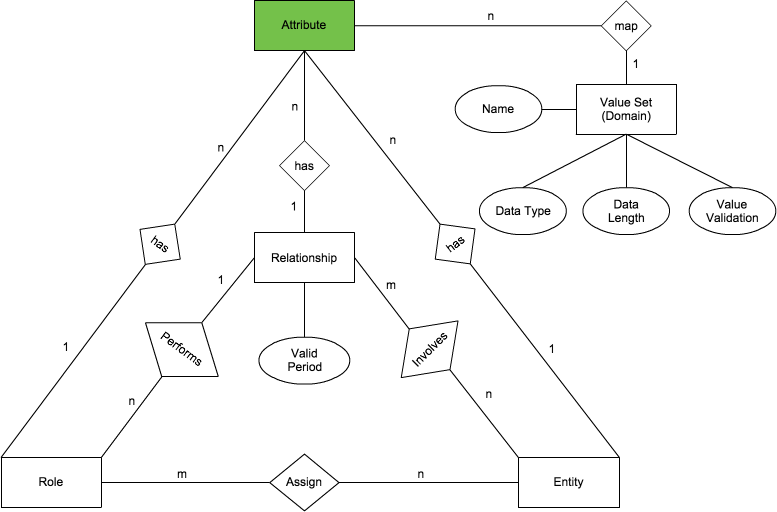 Attribute
n
map
1
Value Set
(Domain)
Name
n
n
n
has
Data Type
Data
Length
Value
Validation
1
has
has
Relationship
1
m
Performs
Valid
Period
Involves
1
1
n
n
Role
m
Assign
n
Entity